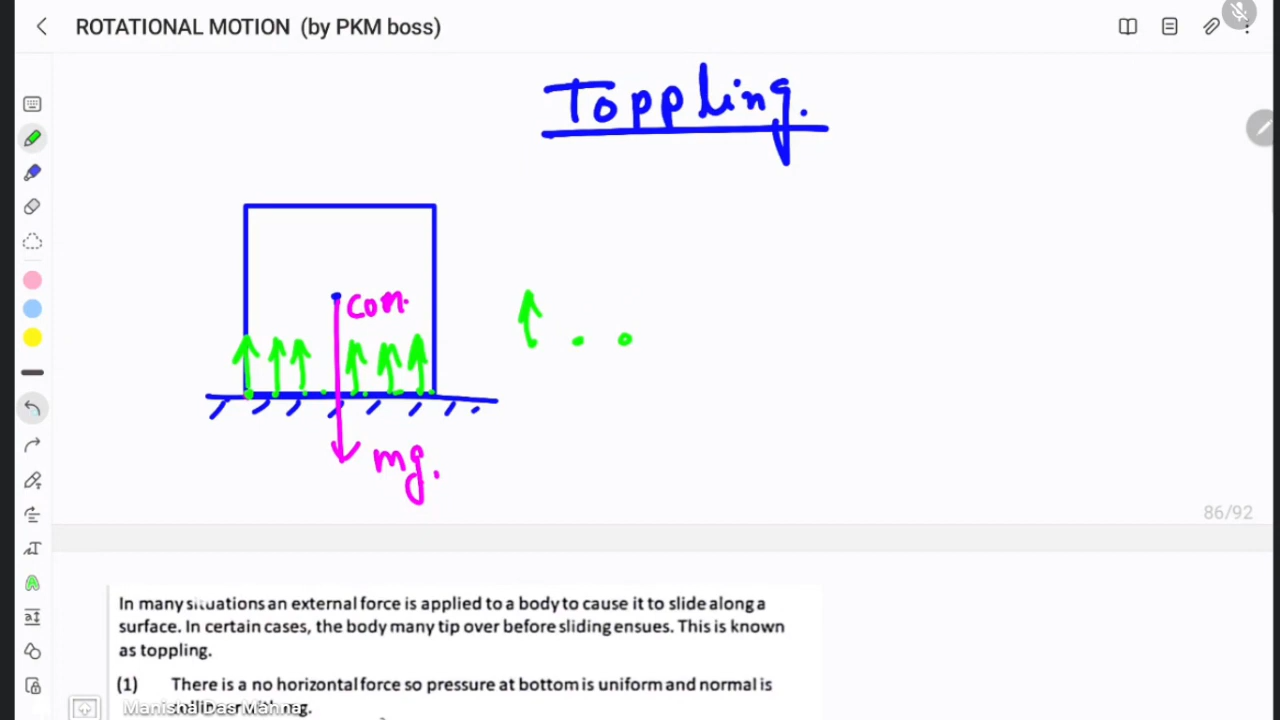 ROTATIONAL MOTION (by PKM boss)
Toppling.
com.
mg.
86/92
In many situations an external force is applied to a body to cause it to slide along a
surface. In certain cases, the body many tip over before sliding ensues. This is known
as toppling.
(1) There is a no horizontal force so pressure at bottom is uniform and normal is
Manisha Das Mahna